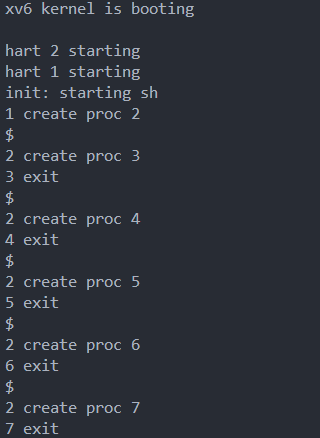 xv6 kernel is booting
hart 2 starting
hart 1 starting
init: starting sh
1 create proc 2
$
2 create proc 3
3 exit
$
2 create proc 4
4 exit
$
2 create proc 5
5 exit
$
2 create proc 6
6 exit
$
2 create proc 7
7 exit